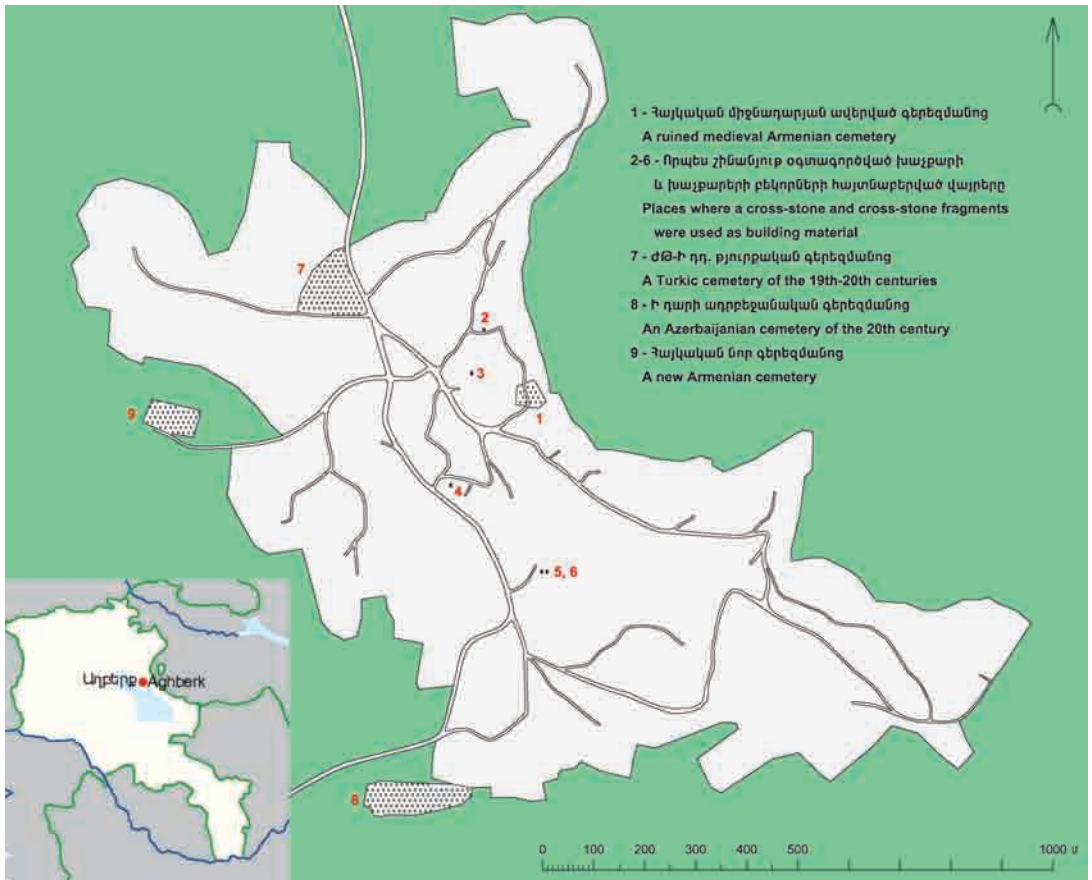 1 - Հայկական միջնադարյան ավերված գերեզմանոց
A ruined medieval Armenian cemetery
2-6 - Որպես շինանյութ օգտագործված խաչքարի
և խաչքարերի բեկորների հայտնաբերված վայրերը
Places where a cross-stone and cross-stone fragments
were used as building material
7 - ԺԹ-Ի դդ. թյուրքական գերեզմանոց
A Turkic cemetery of the 19th-20th centuries
8 - Ի դարի ադրբեջանական գերեզմանոց
An Azerbaijanian cemetery of the 20th century
9 - Հայկական նոր գերեզմանոց
A new Armenian cemetery
7
2
3
9
1
4
5, 6
Աղբերք Aghberk
8
0 100 200 300 400 500 1000 մ